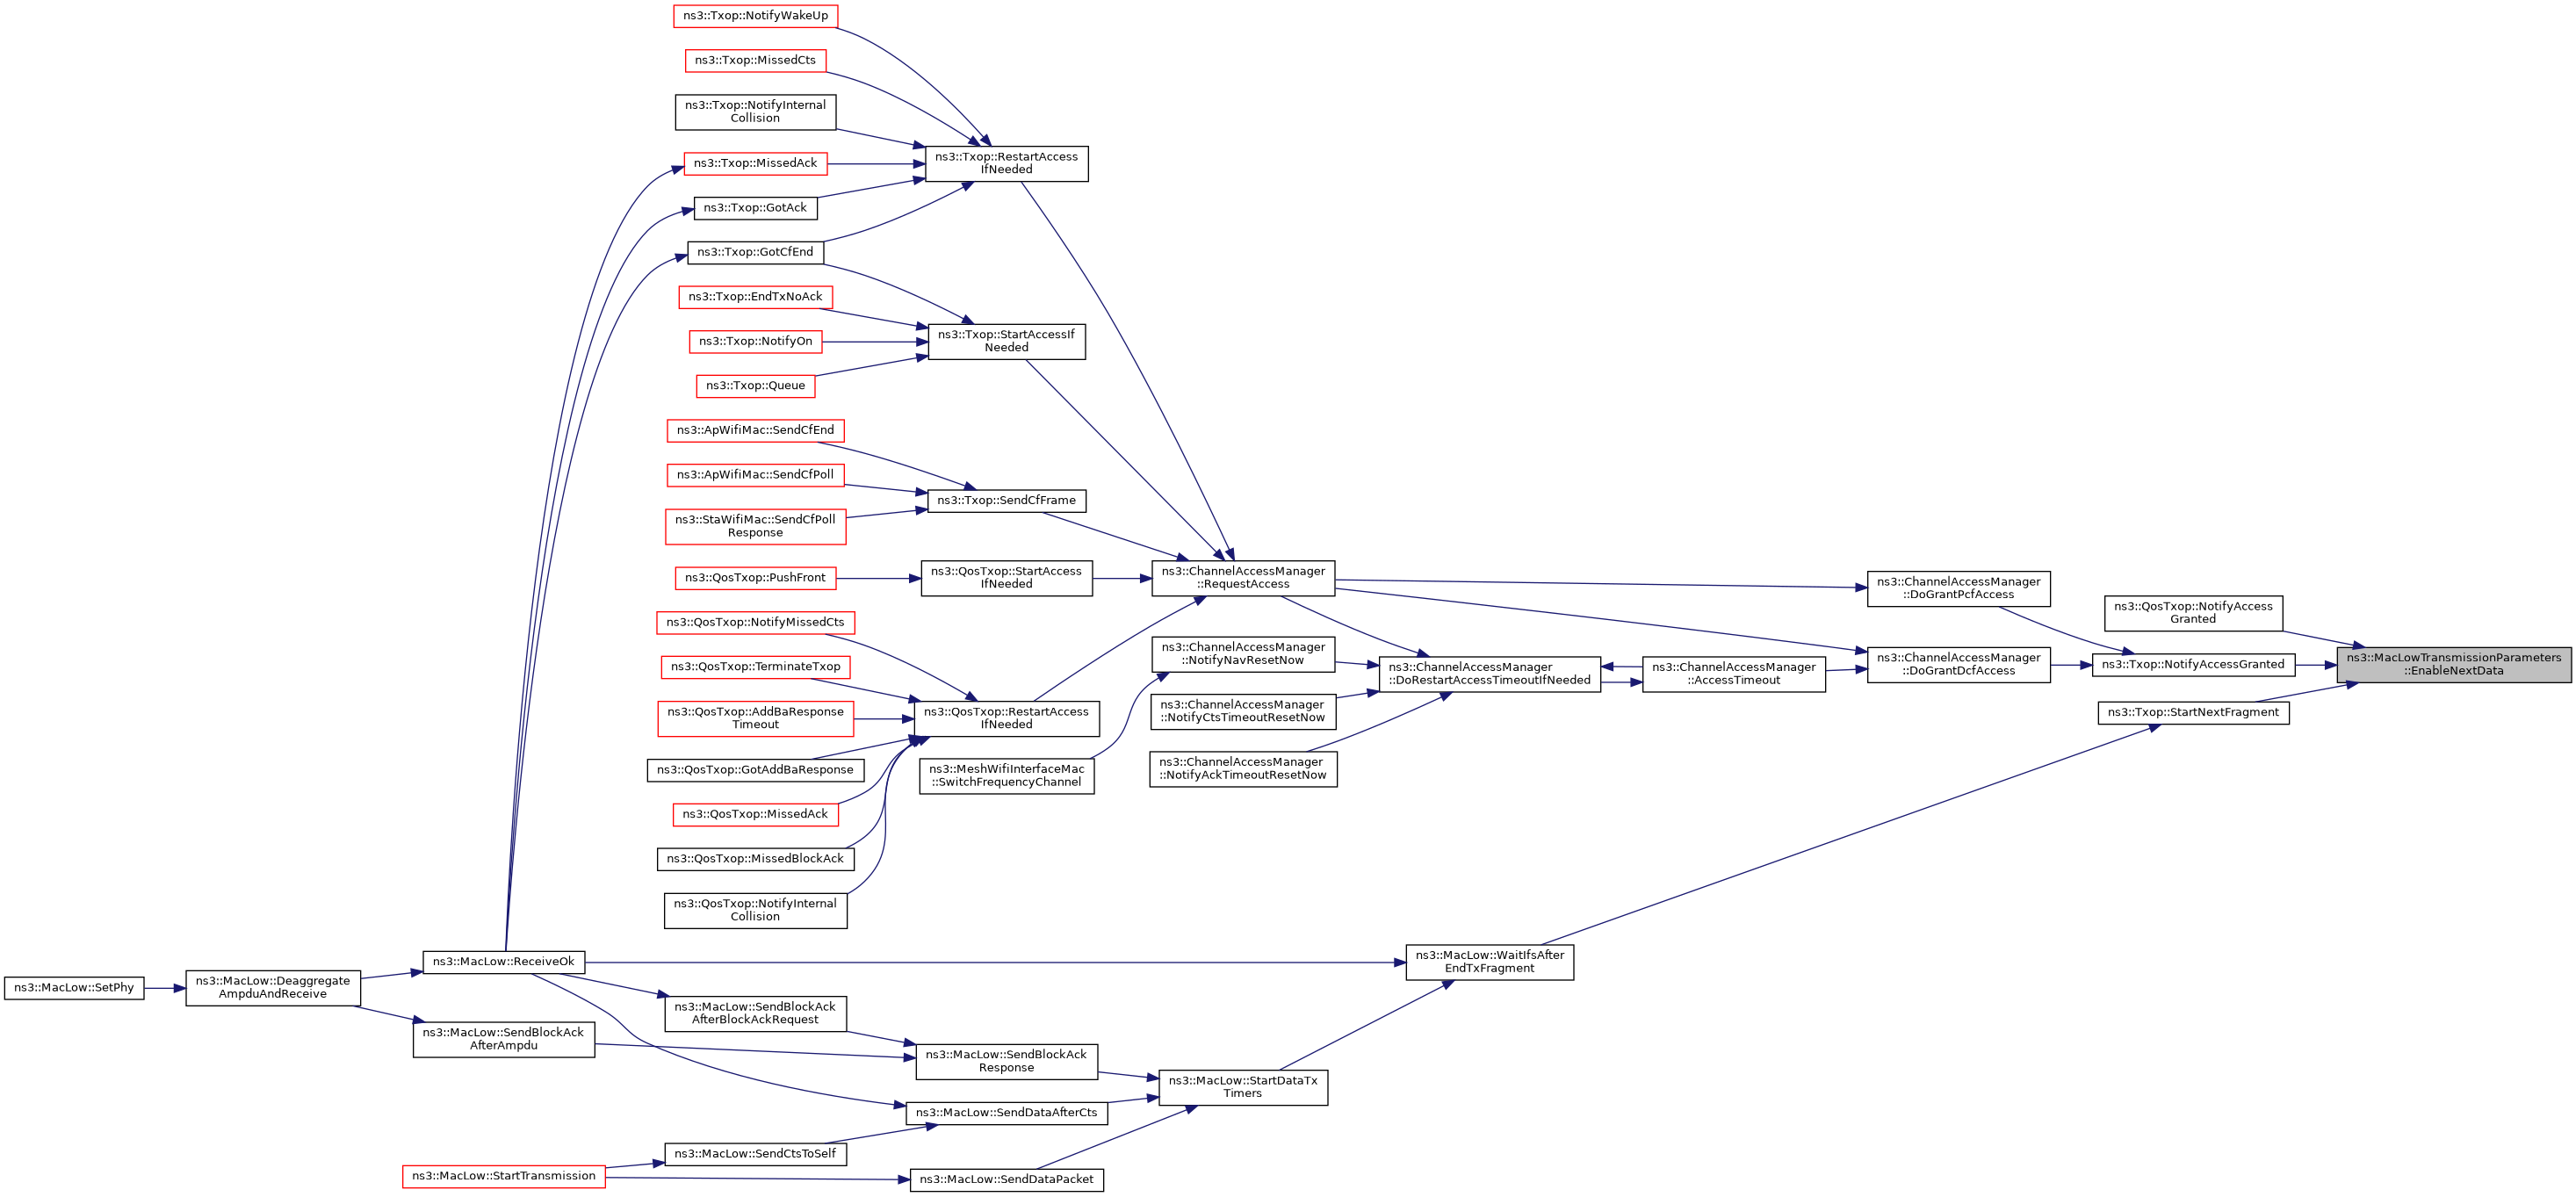 ns3::Txop::NotifyWakeUp
ns3::Txop::MissedCts
ns3::Txop::NotifyInternal
Collision
ns3::Txop::RestartAccess
IfNeeded
ns3::Txop::MissedAck
ns3::Txop::GotAck
ns3::Txop::GotCfEnd
ns3::Txop::EndTxNoAck
ns3::Txop::StartAccessIf
Needed
ns3::Txop::NotifyOn
ns3::Txop::Queue
ns3::ApWifiMac::SendCfEnd
ns3::ApWifiMac::SendCfPoll
ns3::Txop::SendCfFrame
ns3::StaWifiMac::SendCfPoll
Response
ns3::QosTxop::PushFront
ns3::QosTxop::StartAccess
IfNeeded
ns3::ChannelAccessManager
::RequestAccess
ns3::ChannelAccessManager
::DoGrantPcfAccess
ns3::QosTxop::NotifyAccess
Granted
ns3::QosTxop::NotifyMissedCts
ns3::QosTxop::TerminateTxop
ns3::ChannelAccessManager
::NotifyNavResetNow
ns3::ChannelAccessManager
::DoRestartAccessTimeoutIfNeeded
ns3::ChannelAccessManager
::AccessTimeout
ns3::ChannelAccessManager
::DoGrantDcfAccess
ns3::Txop::NotifyAccessGranted
ns3::MacLowTransmissionParameters
::EnableNextData
ns3::QosTxop::AddBaResponse
Timeout
ns3::QosTxop::RestartAccess
IfNeeded
ns3::ChannelAccessManager
::NotifyCtsTimeoutResetNow
ns3::Txop::StartNextFragment
ns3::QosTxop::GotAddBaResponse
ns3::MeshWifiInterfaceMac
::SwitchFrequencyChannel
ns3::ChannelAccessManager
::NotifyAckTimeoutResetNow
ns3::QosTxop::MissedAck
ns3::QosTxop::MissedBlockAck
ns3::QosTxop::NotifyInternal
Collision
ns3::MacLow::SetPhy
ns3::MacLow::Deaggregate
AmpduAndReceive
ns3::MacLow::ReceiveOk
ns3::MacLow::WaitIfsAfter
EndTxFragment
ns3::MacLow::SendBlockAck
AfterBlockAckRequest
ns3::MacLow::SendBlockAck
AfterAmpdu
ns3::MacLow::SendBlockAck
Response
ns3::MacLow::StartDataTx
Timers
ns3::MacLow::SendDataAfterCts
ns3::MacLow::SendCtsToSelf
ns3::MacLow::StartTransmission
ns3::MacLow::SendDataPacket